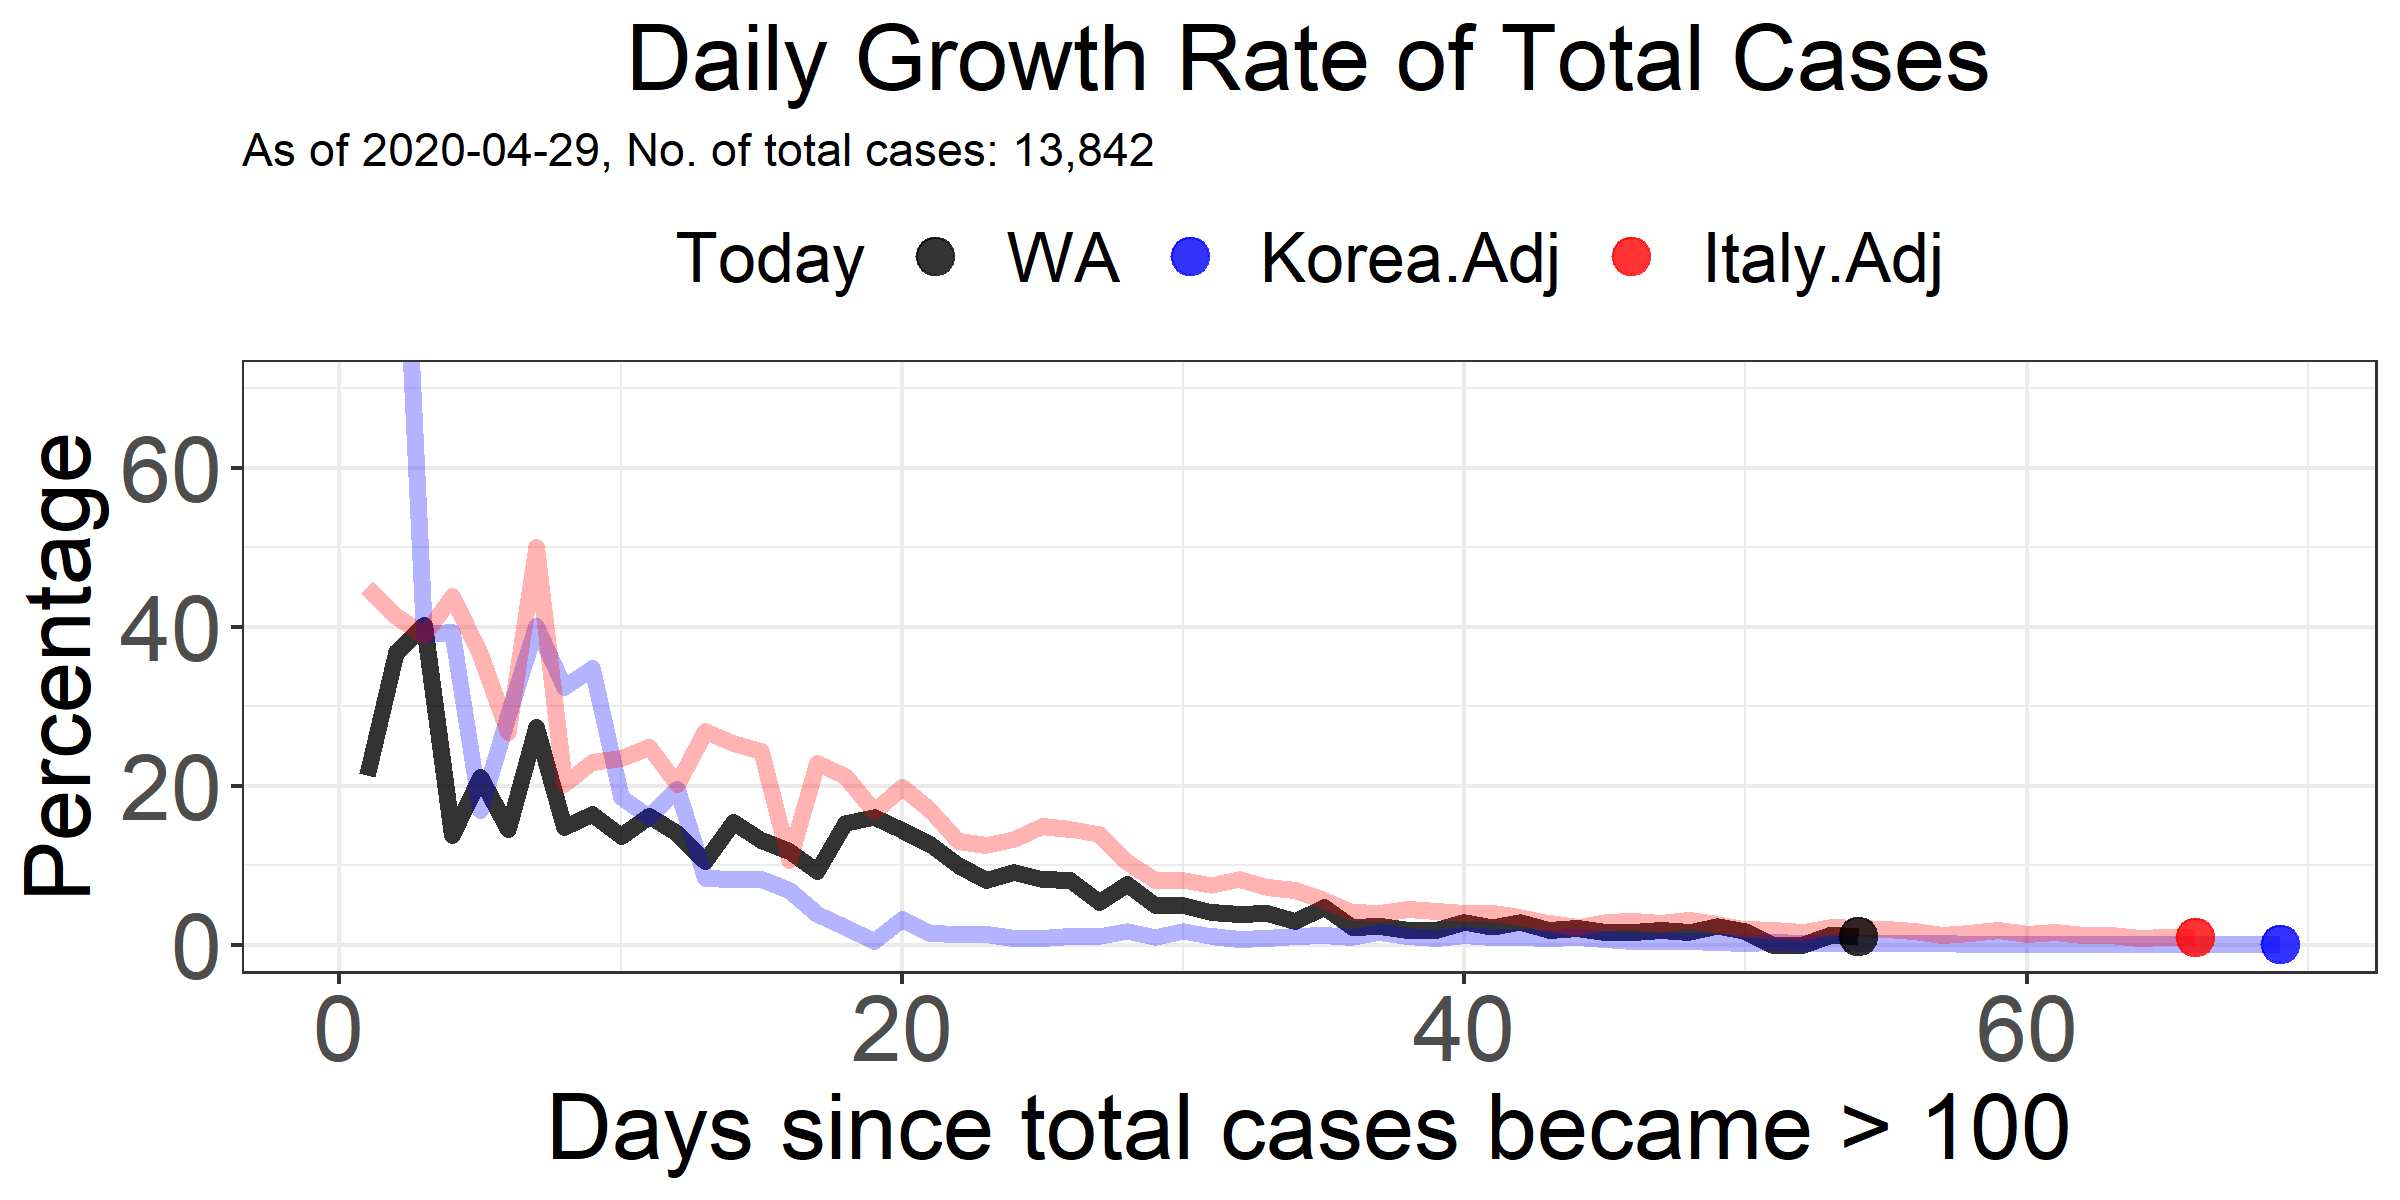 Daily Growth Rate of Total Cases
As of 2020-04-29, No. of total cases: 13,842
Today WA Korea.Adj Italy.Adj
Percentage
60
40
20
0
0 20 40 60
Days since total cases became > 100